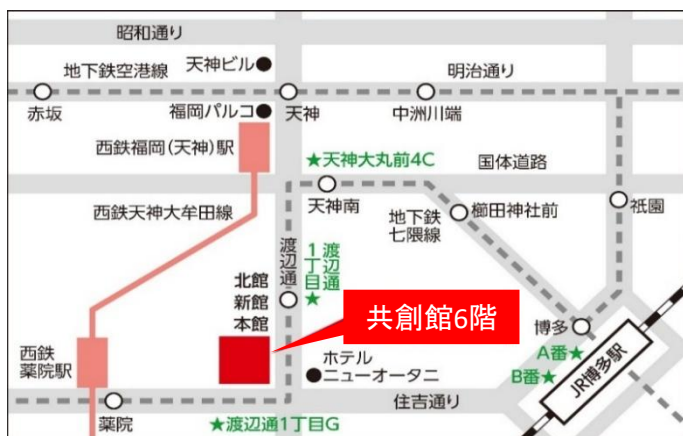 昭和通り
地下鉄空港線
天神ビル●
明治通り
赤坂
福岡パルコ●
天神
中洲川端
西鉄福岡(天神)駅
★天神大丸前4C
国体道路
西鉄天神大牟田線
天神南
地下鉄
七隈線
櫛田神社前
祇園
渡辺通
渡辺通
1丁目
★
北館
新館
本館
共創館6階
博多
A番★
B番★
JR博多駅
西鉄
薬院駅
ホテル
●ニューオータニ
薬院
住吉通り
★渡辺通1丁目G